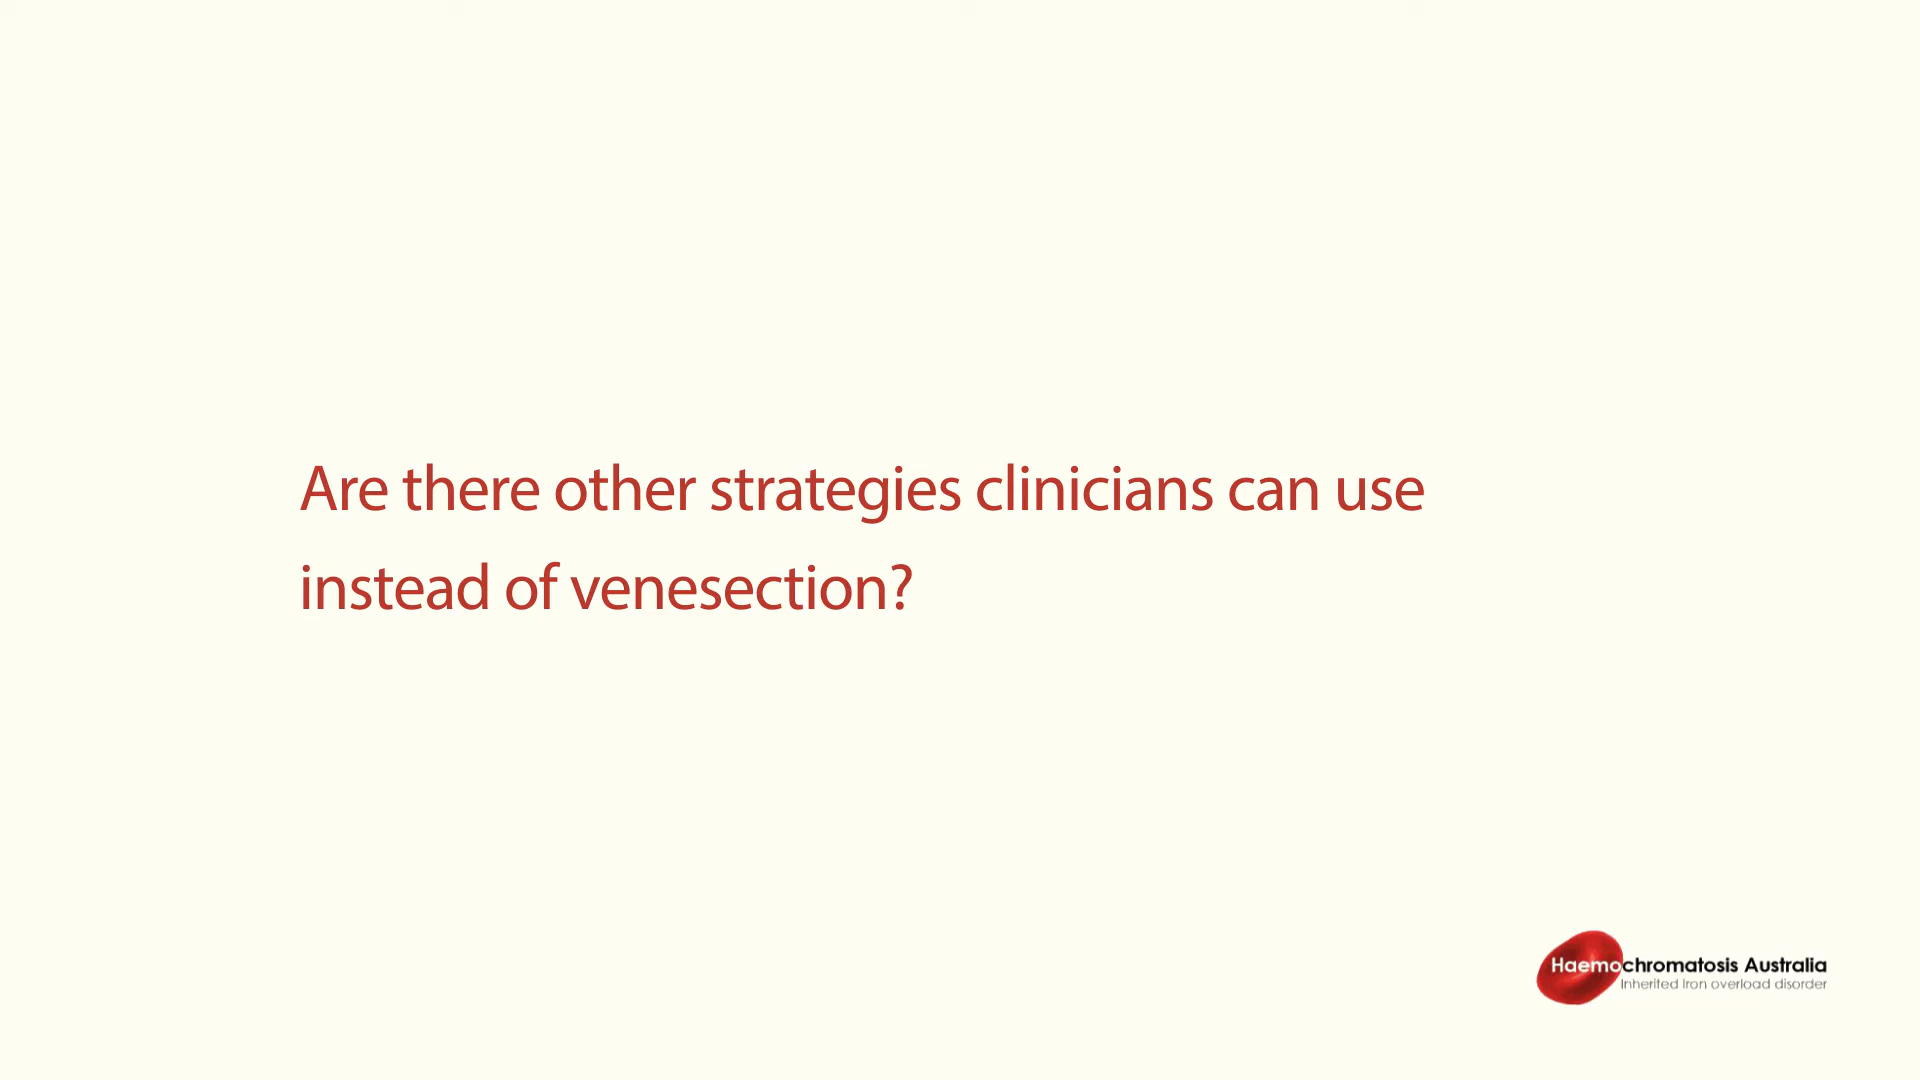 Are there other strategies clinicians can use
instead of venesection?
Haemochromatosis Australia
Inherited Iron overload disorder